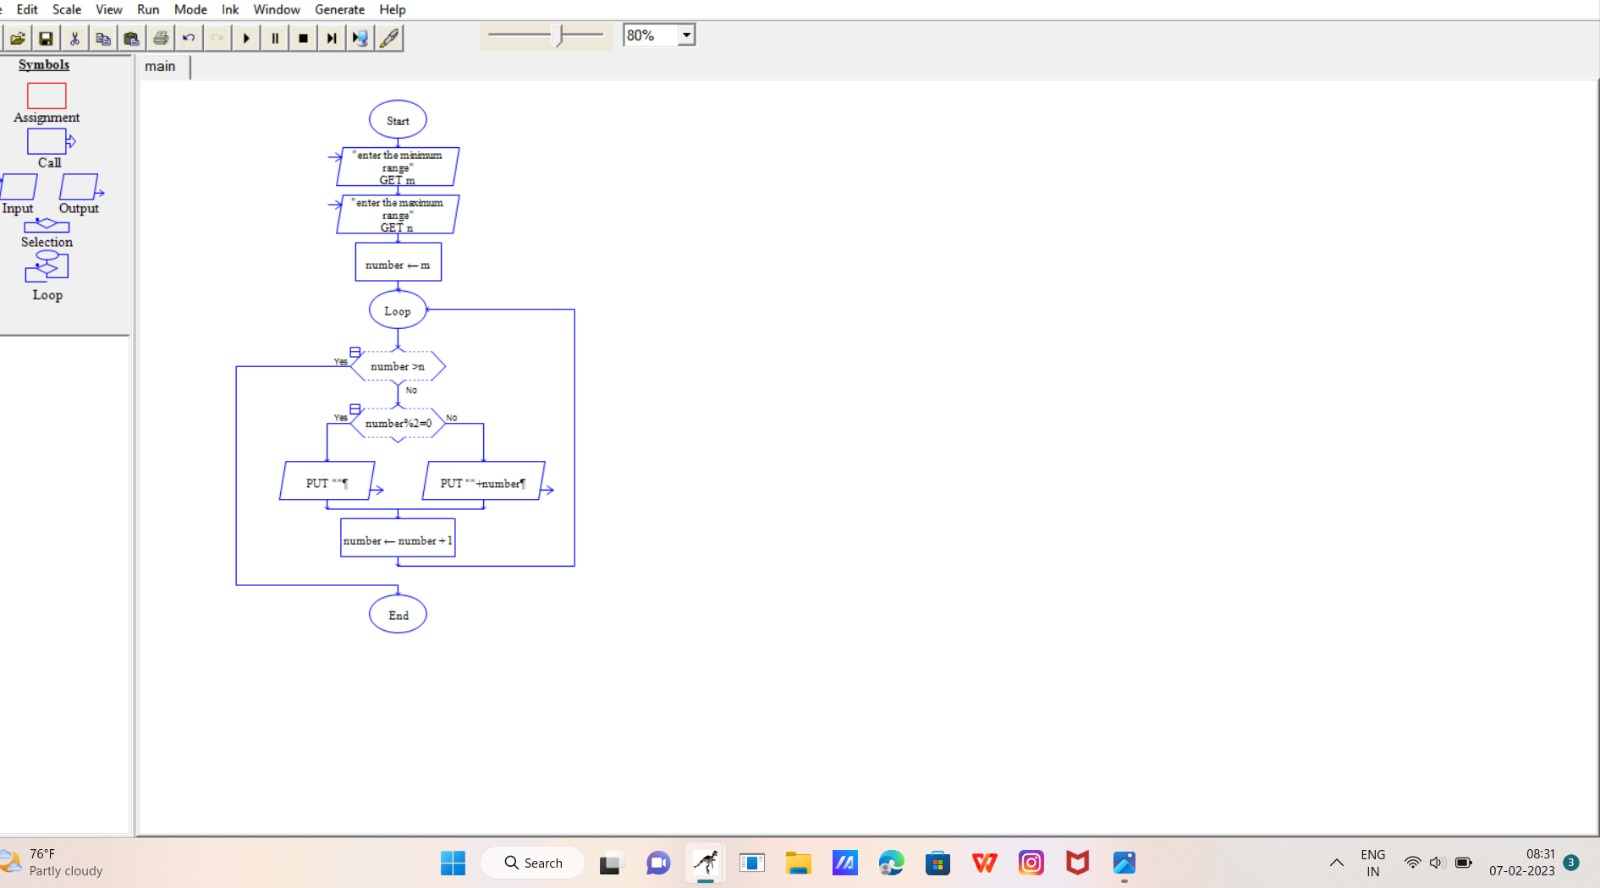 Edit Scale View Run Mode Ink Window Generate Help
80%
Symbols
Assignment
Call
Input Output
Selection
Loop
main
Start
"enter the minimum
range"
GET m
"enter the maximum
range"
GET n
number ← m
Loop
Yes
number >n
No
Yes
number%2=0
No
PUT ""¶
PUT ""+number¶
number ← number + 1
End
76°F
Partly cloudy
Search
ENG
IN
08:31
07-02-2023
3